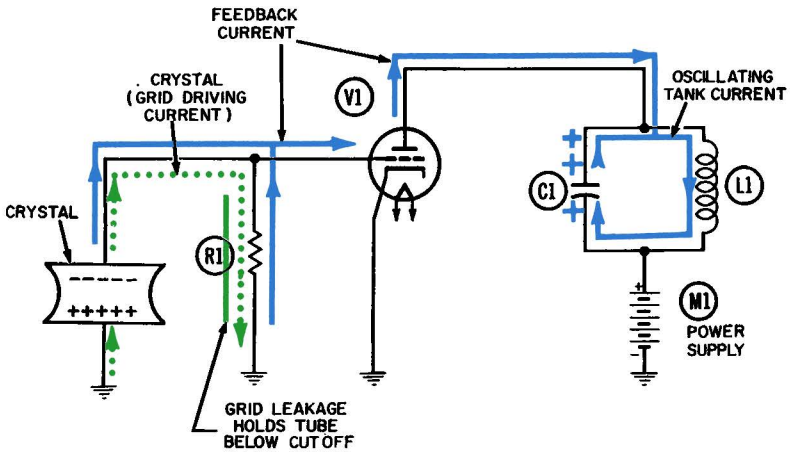 FEEDBACK
CURRENT
CRYSTAL
(GRID DRIVING
CURRENT)
V1
OSCILLATING
TANK CURRENT
+
+
+
C1
L1
CRYSTAL
R1
-----
+++++
+
-
M1
POWER
SUPPLY
GRID LEAKAGE
HOLDS TUBE
BELOW CUTOFF